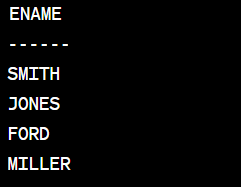 ENAME
------
SMITH
JONES
FORD
MILLER